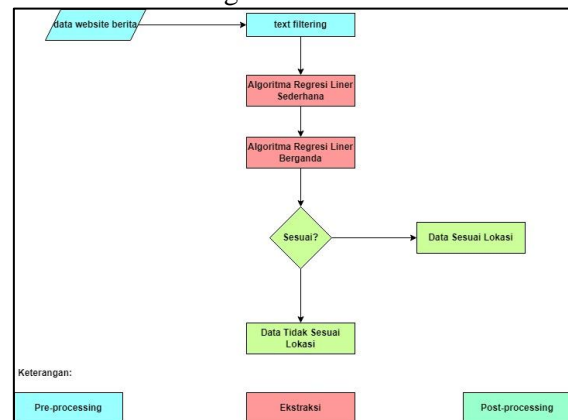 data website berita
text filtering
Algoritma Regresi Liner
Sederhana
Algoritma Regresi Liner
Berganda
Sesuai?
Data Sesuai Lokasi
Data Tidak Sesuai
Lokasi
Keterangan:
Pre-processing
Ekstraksi
Post-processing